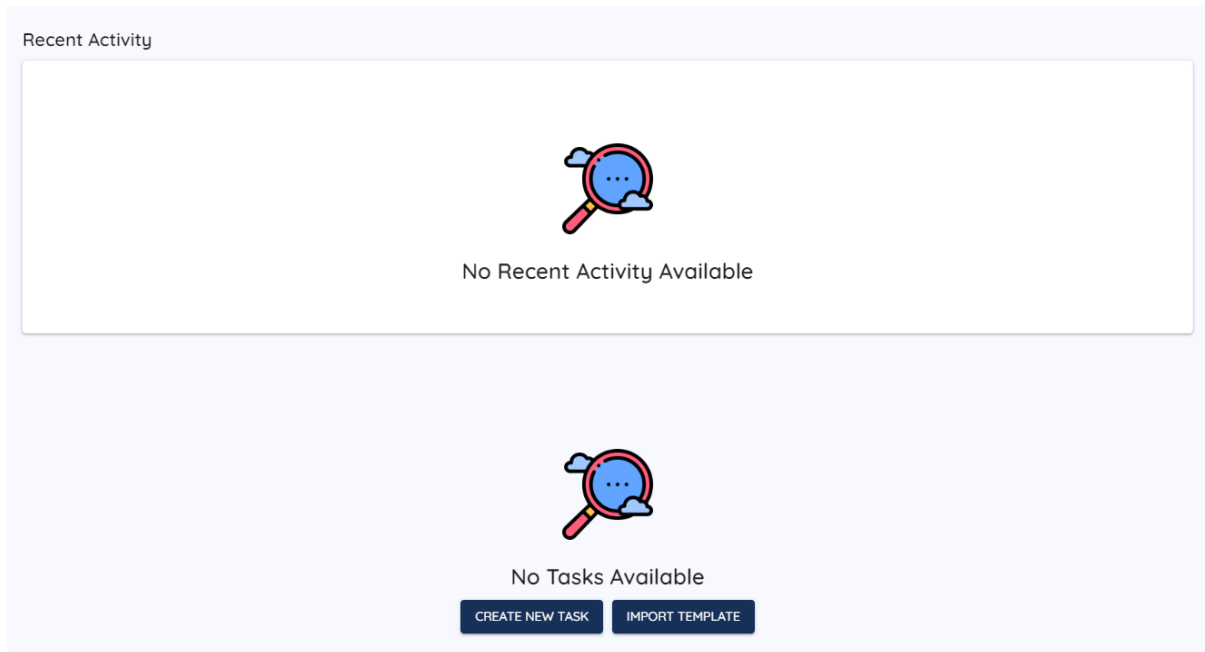 Recent Activity
No Recent Activity Available
No Tasks Available
CREATE NEW TASK
IMPORT TEMPLATE